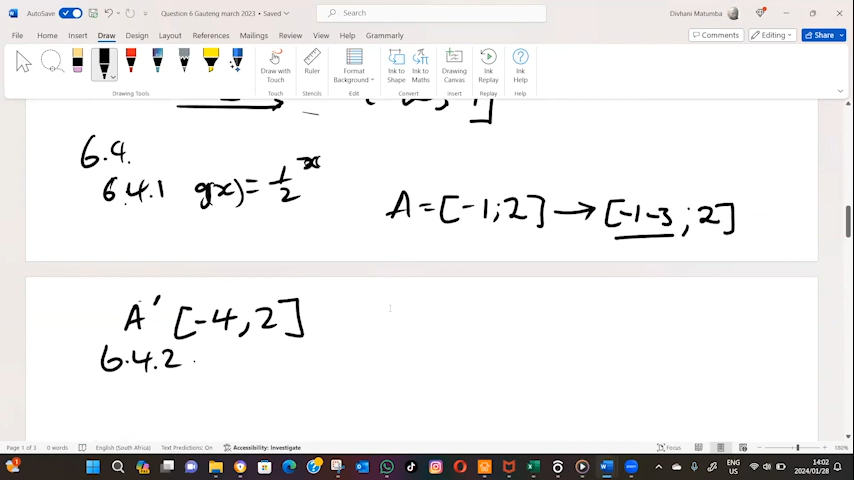 AutoSave On Question 6 Gauteng march 2023 • Saved Search Divhani Matumba
File Home Insert Draw Design Layout References Mailings Review View Help Grammarly Comments Editing Share
Draw with Touch Ruler Format Background Ink to Shape Ink to Maths Drawing Canvas Ink Replay Ink Help
Drawing Tools Touch Stencils Edit Convert Insert Replay Help
6.4.
6.4.1 g(x) = 1/2^x
A = [-1;2] → [-1-3;2]
A' [-4,2]
6.4.2
Page 1 of 3 0 words English (South Africa) Text Predictions: On Accessibility: Investigate Focus 180%
ENG US 14:02 2024/01/28